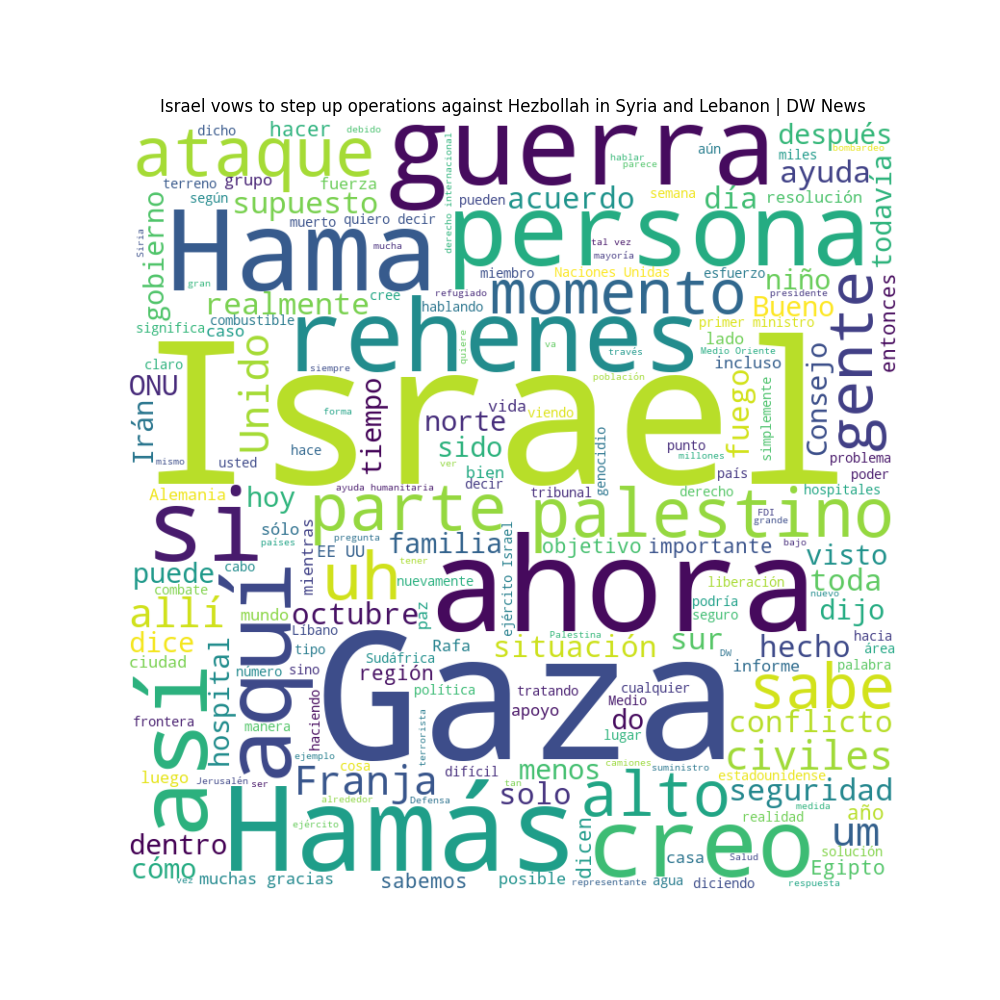 Israel vows to step up operations against Hezbollah in Syria and Lebanon | DW News
dicho
hacer
debido
ataque
guerra
hablar
parece
aún
bombardeo
después
miles
ayuda
terreno
grupo
fuerza
según
supuesto
derecho internacional
pueden
acuerdo
semana
día
resolución
todavía
gobierno
Siria
Hama
muerto
quiero decir
mucha
persona
tal vez
mayoría
gran
miembro
Naciones Unidas
esfuerzo
niño
presidente
gente
entonces
realmente
cree
refugiado
hablando
momento
Bueno
significa
combustible
caso
rehenes
quiere
va
través
primer ministro
lado
Medio Oriente
incluso
claro
ONU
Unido
siempre
Israel
población
fuego
simplemente
Consejo
Irán
mismo
usted
hace
forma
tiempo
norte
vida
viendo
sido
ver
bien
decir
genocidio
punto
millones
país
problema
poder
Alemania
hoy
ayuda humanitaria
tribunal
derecho
hospitales
si
parte
palestino
FDI
grande
sólo
países
mientras
EE UU
pregunta
familia
tener
ejército Israel
objetivo
importante
bajo
visto
puede
cabo
combate
aquí
uh
nuevamente
ahora
liberación
toda
nuevo
allí
mundo
octubre
paz
podría
seguro
dijo
dice
Líbano
tipo
Palestina
situación
sur
DW
hecho
hacia
área
ciudad
hospital
número
sino
Sudáfrica
región
Rafa
informe
palabra
así
frontera
manera
haciendo
Gaza
política
terrorista
tratando
apoyo
cualquier
Medio
do
lugar
sabe
conflicto
luego
Jerusalén
ser
ejemplo
cosa
difícil
menos
camiones
suministro
civiles
estadounidense
Franja
tan
solo
alto
seguridad
Hamás
alrededor
Defensa
ejército
dicen
creo
medida
realidad
año
um
dentro
cómo
casa
Salud
solución
Egipto
vez
muchas gracias
sabemos
posible
representante
agua
diciendo
respuesta